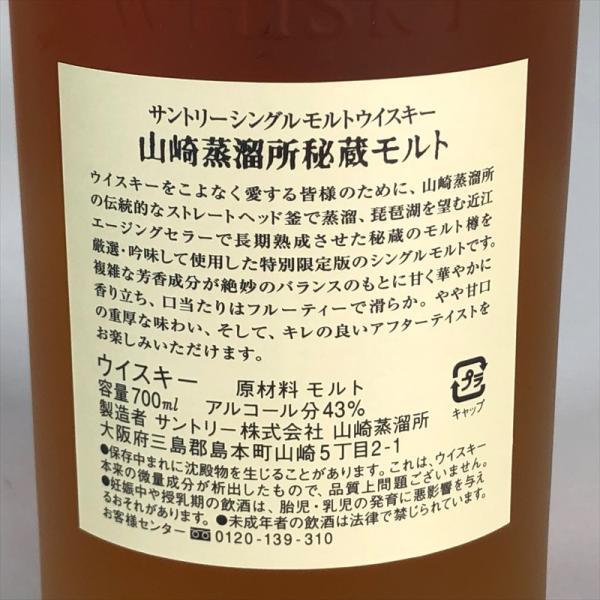 WHISKY
サントリーシングルモルトウイスキー
山崎蒸溜所秘蔵モルト
ウイスキーをこよなく愛する皆様のために、山崎蒸溜所
の伝統的なストレートヘッド釜で蒸溜、琵琶湖を望む近江
エージングセラーで長期熟成させた秘蔵のモルト樽を
厳選・吟味して使用した特別限定版のシングルモルトです。
複雑な芳香成分が絶妙のバランスのもとに甘く華やかに
香り立ち、口当たりはフルーティーで滑らか。やや甘口
の重厚な味わい、そして、キレの良いアフターテイストを
お楽しみいただけます。
ウイスキー 原材料 モルト
容量700ml アルコール分43%
製造者 サントリー株式会社 山崎蒸溜所
大阪府三島郡島本町山崎5丁目2-1
プラ
キャップ
●保存中まれに沈殿物を生じることがあります。これは、ウイスキー
本来の微量成分が析出したもので、品質上問題ございません。
●妊娠中や授乳期の飲酒は、胎児・乳児の発育に悪影響を与え
るおそれがあります。●未成年者の飲酒は法律で禁じられています。
お客様センター 0120-139-310